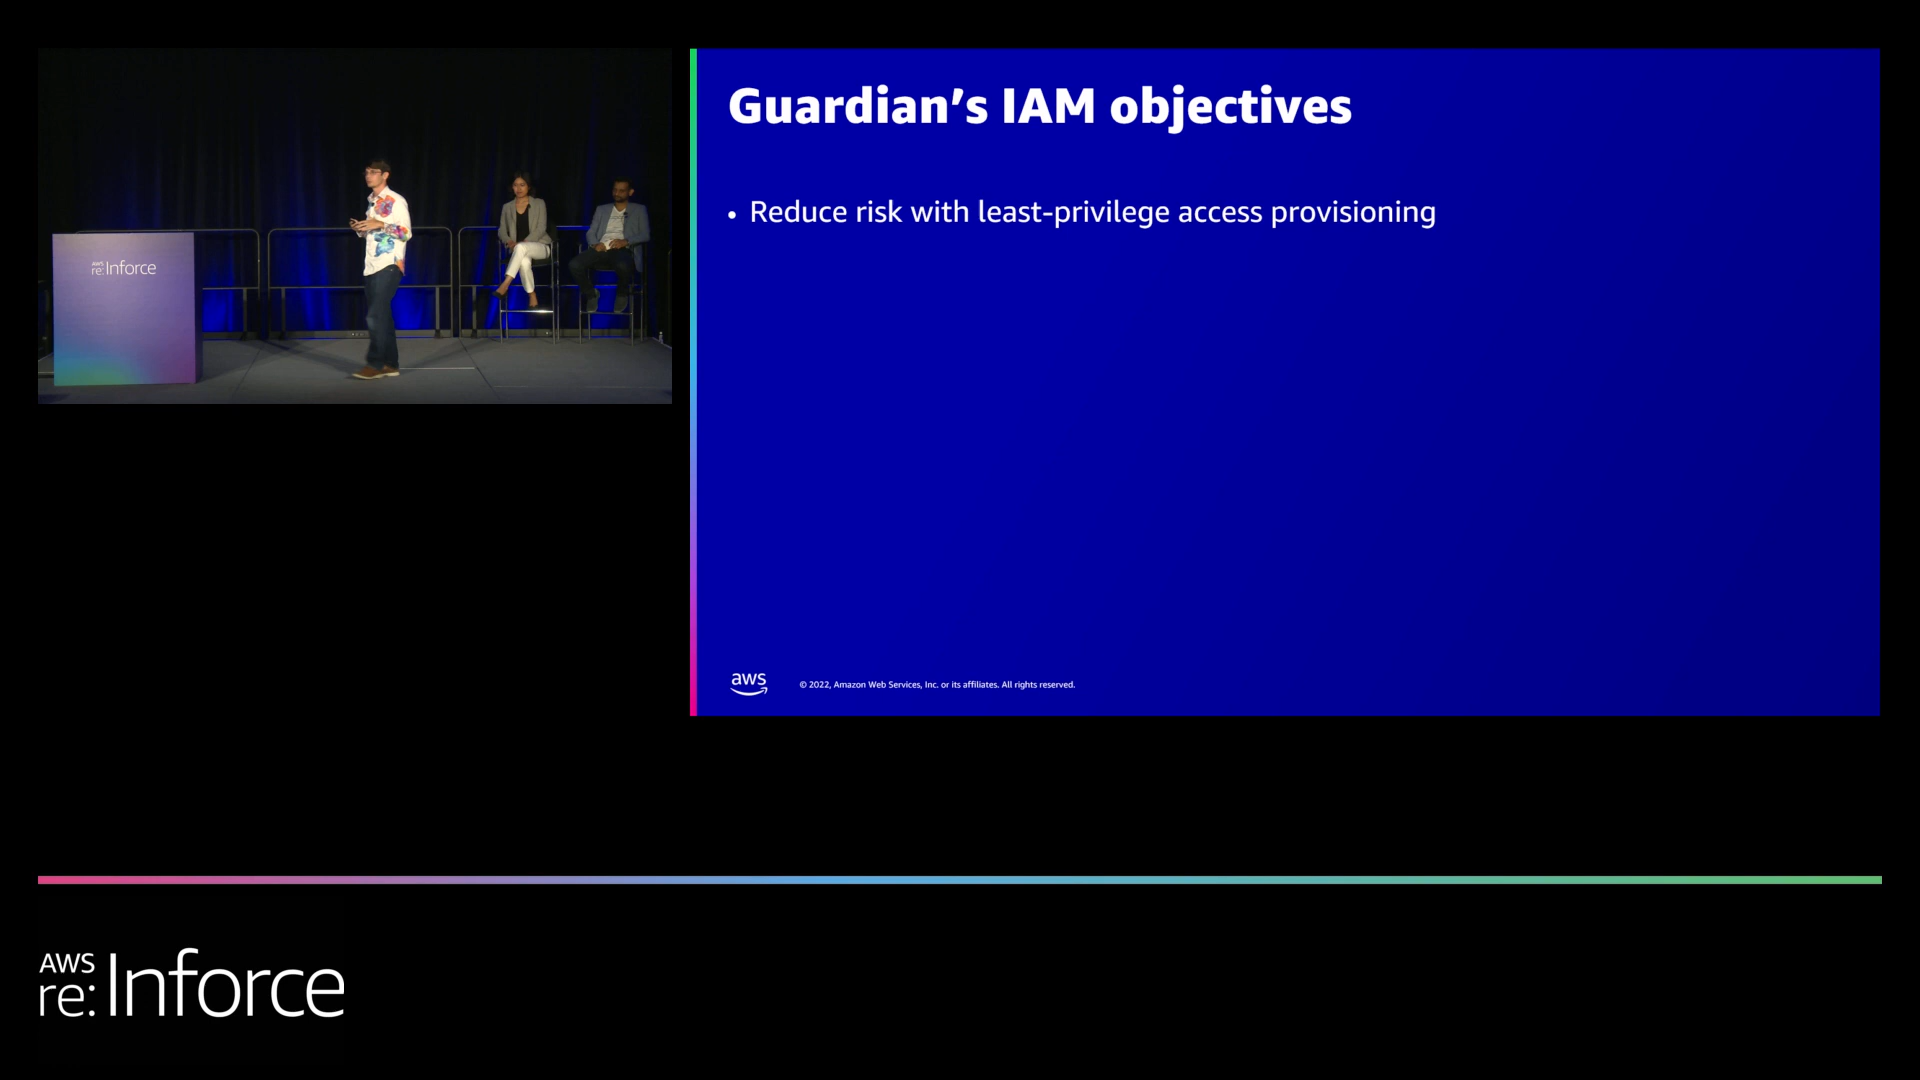 aws
re:Inforce
Guardian’s IAM objectives
• Reduce risk with least-privilege access provisioning
aws
© 2022, Amazon Web Services, Inc. or its affiliates. All rights reserved.
AWS
re:Inforce